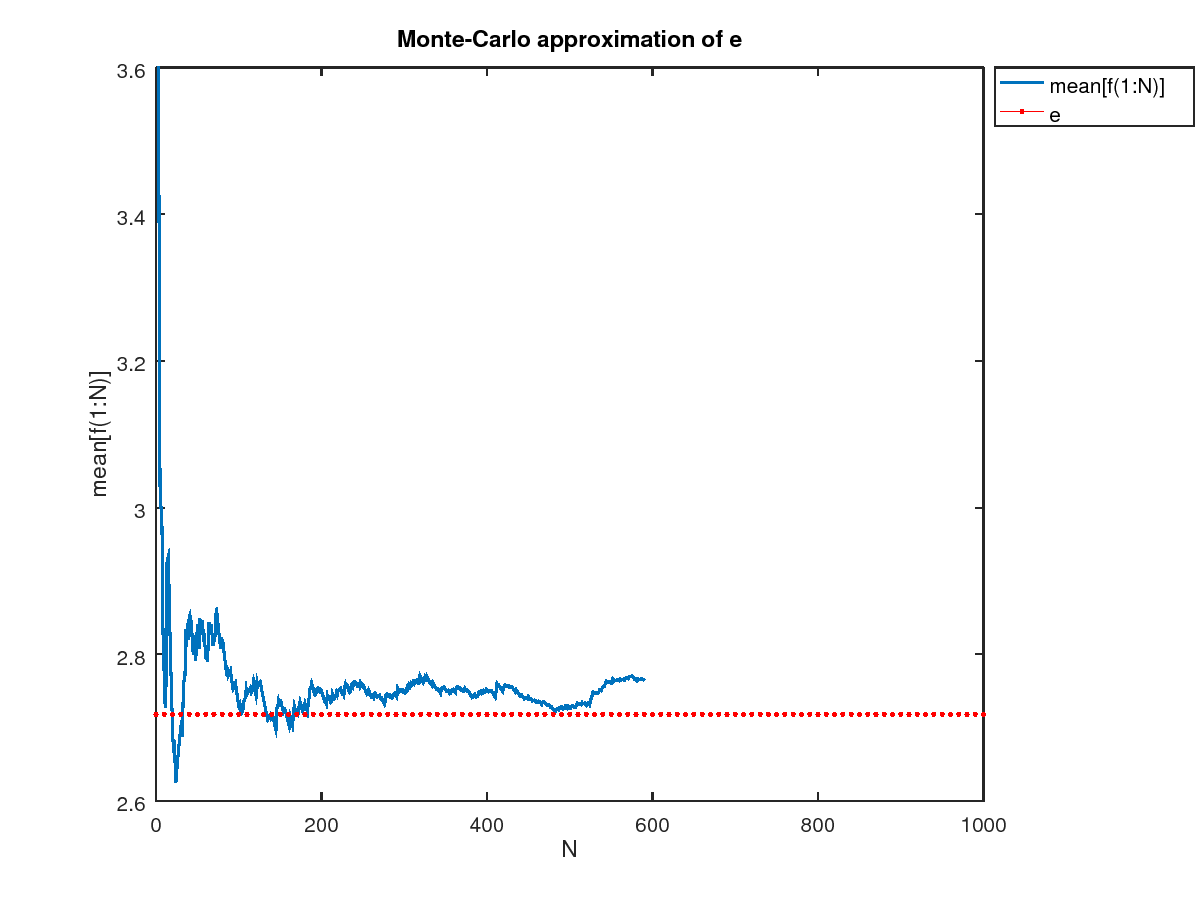 Monte-Carlo approximation of e
mean[f(1:N)]
e
3.6
3.4
3.2
3
2.8
2.6
mean[f(1:N)]
0
200
400
600
800
1000
N